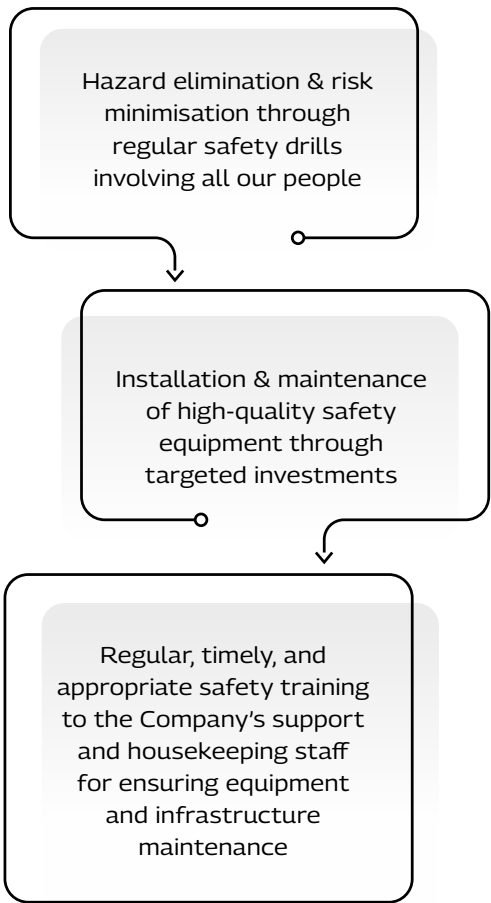 Hazard elimination & risk
minimisation through
regular safety drills
involving all our people
Installation & maintenance
of high-quality safety
equipment through
targeted investments
Regular, timely, and
appropriate safety training
to the Company’s support
and housekeeping staff
for ensuring equipment
and infrastructure
maintenance